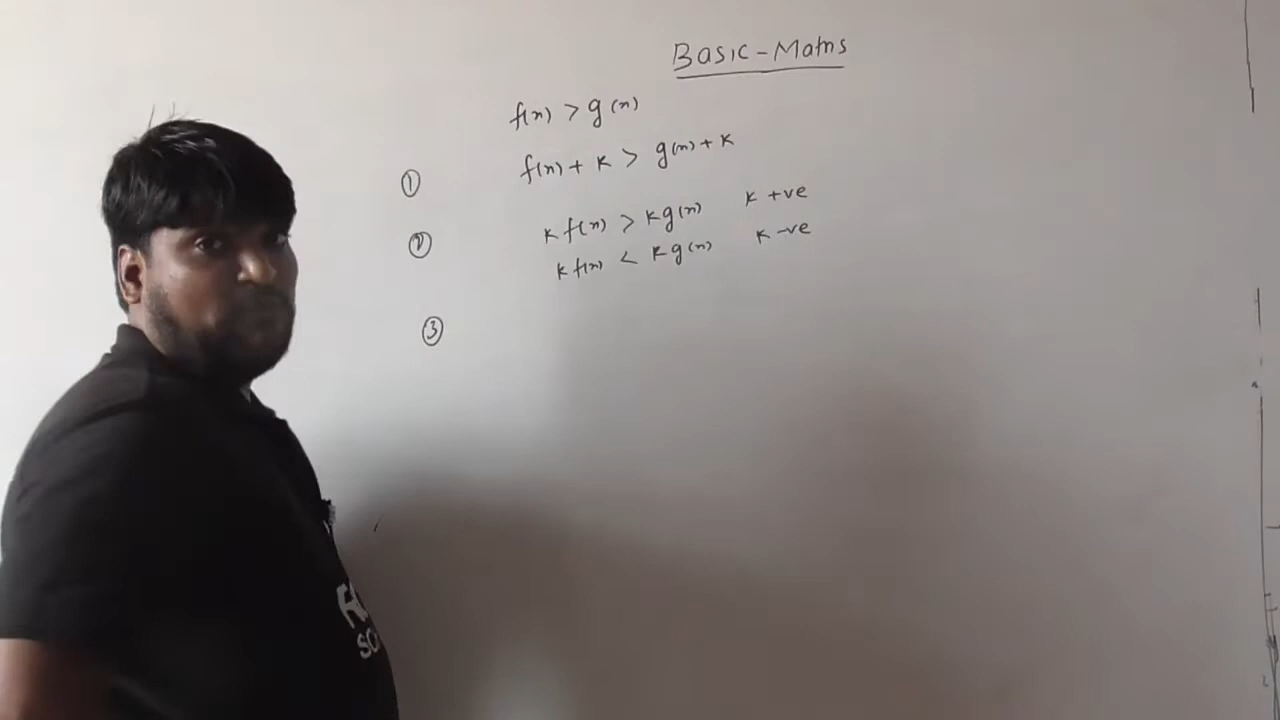 Basic-Maths
f(x) > g(x)
① f(x) + k > g(x) + k
② k f(x) > k g(x) k +ve
k f(x) < k g(x) k -ve
③